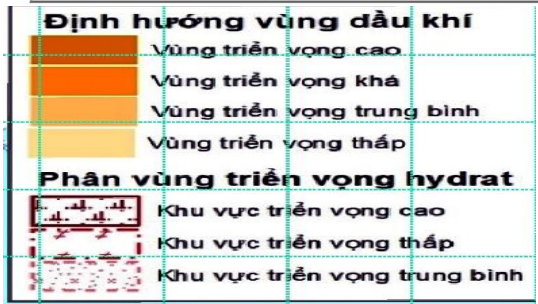 Định hướng vùng dầu khí
Vùng triển vọng cao
Vùng triển vọng khá
Vùng triển vọng trung bình
Vùng triển vọng thấp
Phân vùng triển vọng hydrat
Khu vực triển vọng cao
Khu vực triển vọng thấp
Khu vực triển vọng trung bình